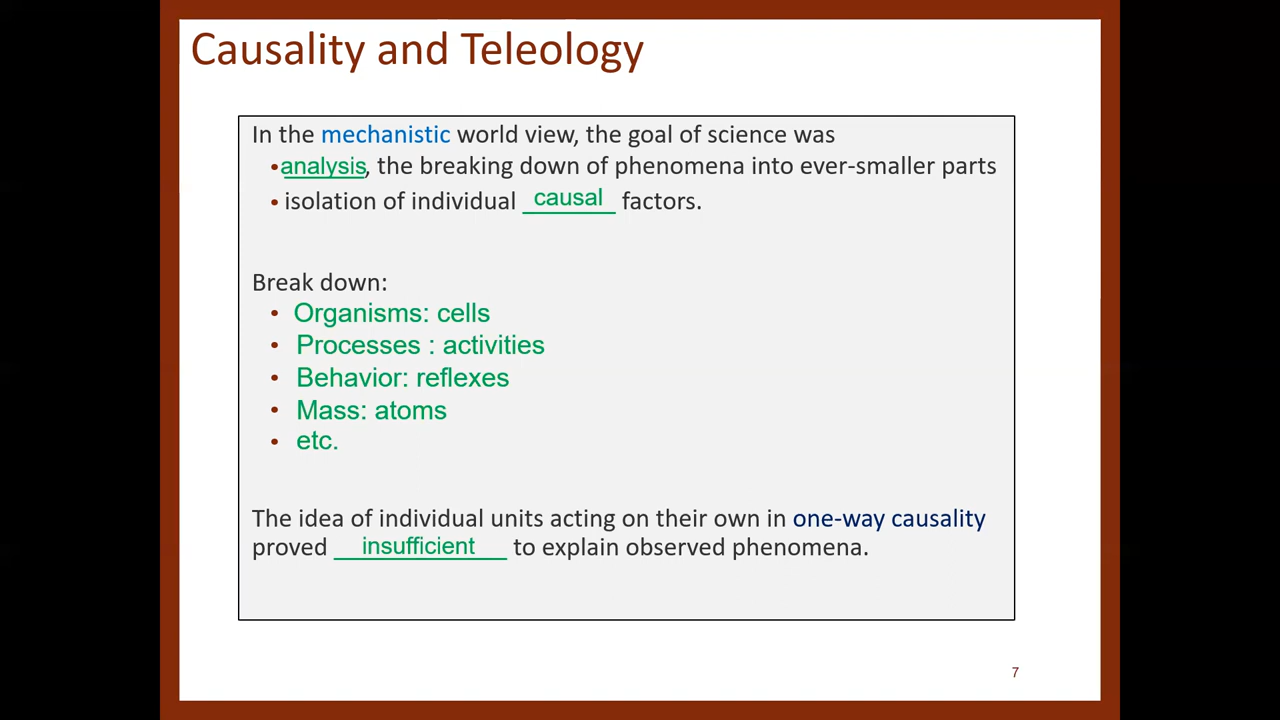 Causality and Teleology
In the mechanistic world view, the goal of science was
•analysis, the breaking down of phenomena into ever-smaller parts
• isolation of individual causal factors.
Break down:
• Organisms: cells
• Processes : activities
• Behavior: reflexes
• Mass: atoms
• etc.
The idea of individual units acting on their own in one-way causality
proved insufficient to explain observed phenomena.
7